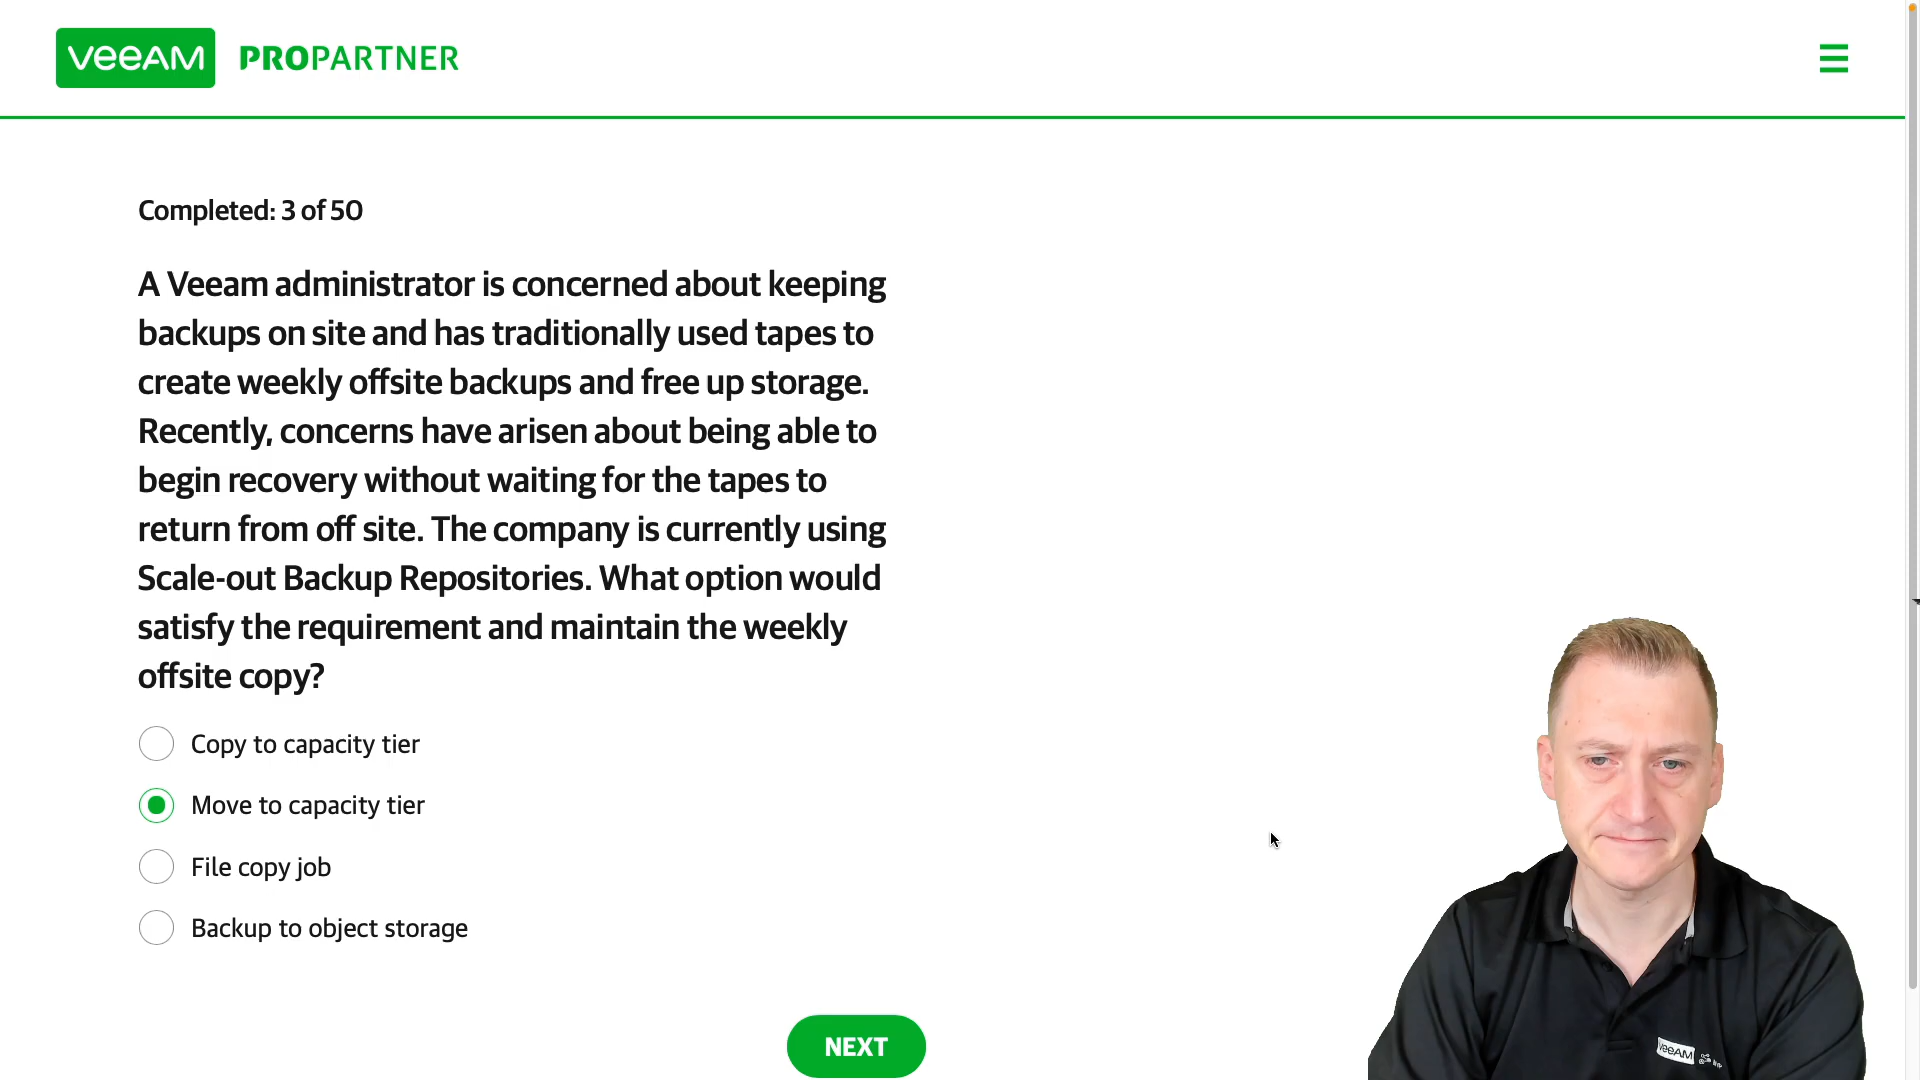 VeeAM PROPARTNER
Completed: 3 of 50
A Veeam administrator is concerned about keeping
backups on site and has traditionally used tapes to
create weekly offsite backups and free up storage.
Recently, concerns have arisen about being able to
begin recovery without waiting for the tapes to
return from off site. The company is currently using
Scale-out Backup Repositories. What option would
satisfy the requirement and maintain the weekly
offsite copy?
Copy to capacity tier
Move to capacity tier
File copy job
Backup to object storage
NEXT
veeAM